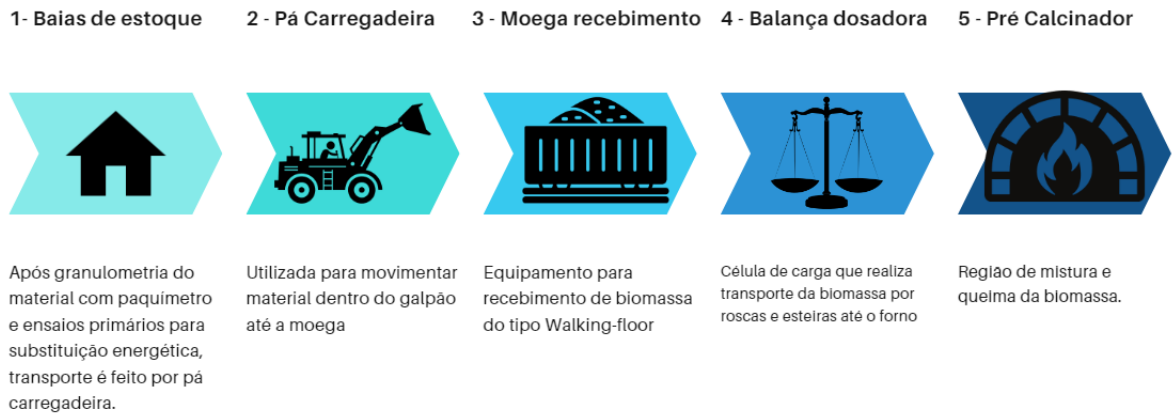 1- Baias de estoque
2 - Pá Carregadeira
3 - Moega recebimento
4 - Balança dosadora
5 - Pré Calcinador
Após granulometria do
material com paquímetro
e ensaios primários para
substituição energética,
transporte é feito por pá
carregadeira.
Utilizada para movimentar
material dentro do galpão
até a moega
Equipamento para
recebimento de biomassa
do tipo Walking-floor
Célula de carga que realiza
transporte da biomassa por
roscas e esteiras até o forno
Região de mistura e
queima da biomassa.